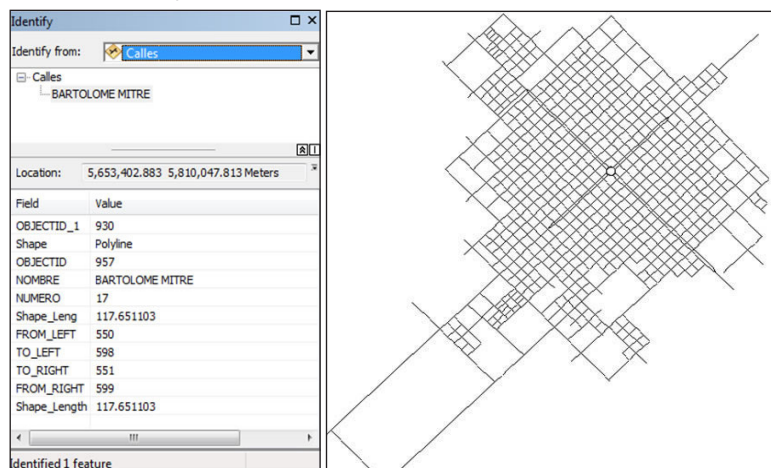 Identify
Identify from: Calles
Calles
BARTOLOME MITRE
Location: 5,653,402.883 5,810,047.813 Meters
Field Value
OBJECTID_1 930
Shape Polyline
OBJECTID 957
NOMBRE BARTOLOME MITRE
NUMERO 17
Shape_Leng 117.651103
FROM_LEFT 550
TO_LEFT 598
TO_RIGHT 551
FROM_RIGHT 599
Shape_Length 117.651103
Identified 1 feature